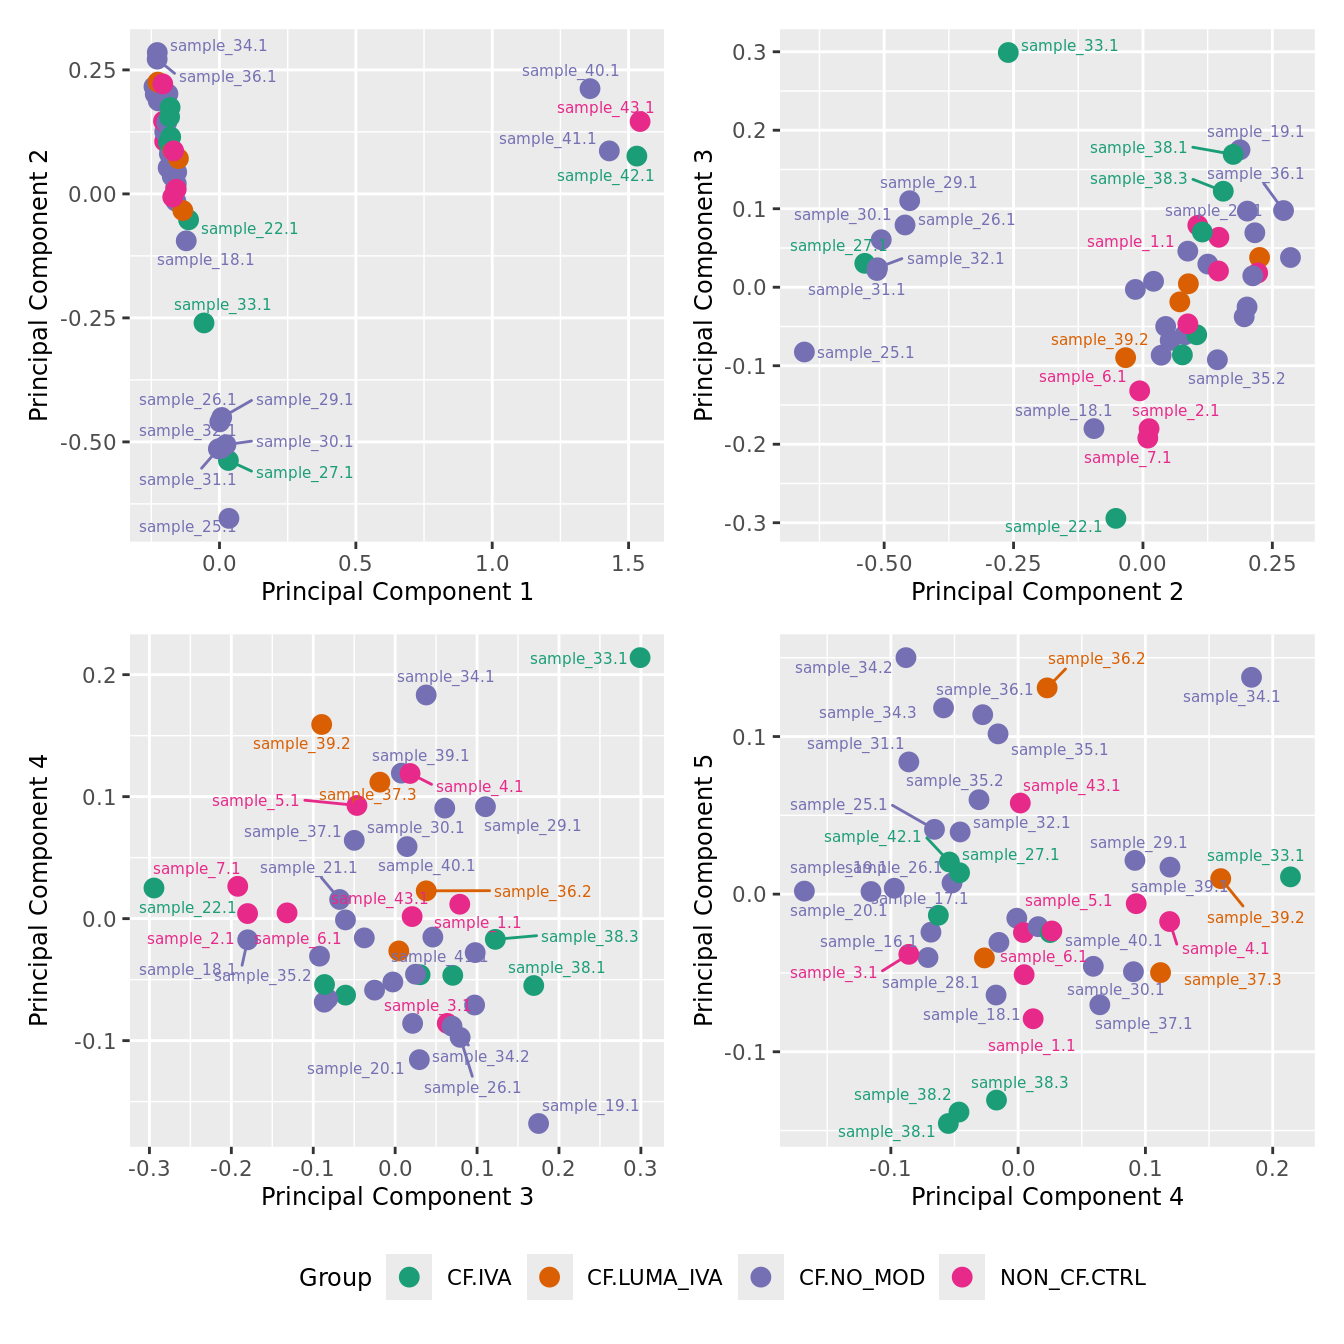 sample_34.1
sample_36.1
sample_40.1
sample_43.1
sample_41.1
sample_42.1
sample_22.1
sample_18.1
sample_33.1
sample_26.1
sample_29.1
sample_32.1
sample_30.1
sample_31.1
sample_27.1
sample_25.1
0.25
0.00
-0.25
-0.50
0.0
0.5
1.0
1.5
Principal Component 1
Principal Component 2
sample_33.1
sample_19.1
sample_38.1
sample_36.1
sample_38.3
sample_29.1
sample_30.1
sample_26.1
sample_1.1
sample_27.1
sample_32.1
sample_31.1
sample_39.2
sample_25.1
sample_6.1
sample_35.2
sample_18.1
sample_2.1
sample_7.1
sample_22.1
0.3
0.2
0.1
0.0
-0.1
-0.2
-0.3
-0.50
-0.25
0.00
0.25
Principal Component 2
Principal Component 3
sample_33.1
sample_34.1
sample_39.2
sample_39.1
sample_4.1
sample_37.3
sample_5.1
sample_37.1
sample_30.1
sample_29.1
sample_7.1
sample_21.1
sample_40.1
sample_36.2
sample_22.1
sample_43.1
sample_1.1
sample_2.1
sample_6.1
sample_38.3
sample_18.1
sample_35.2
sample_38.1
sample_3.1
sample_20.1
sample_34.2
sample_26.1
sample_19.1
0.2
0.1
0.0
-0.1
-0.3
-0.2
-0.1
0.0
0.1
0.2
0.3
Principal Component 3
Principal Component 4
sample_34.2
sample_36.2
sample_36.1
sample_34.1
sample_34.3
sample_31.1
sample_35.1
sample_35.2
sample_43.1
sample_25.1
sample_32.1
sample_42.1
sample_29.1
sample_27.1
sample_33.1
sample_19.1
sample_26.1
sample_39.1
sample_17.1
sample_20.1
sample_5.1
sample_39.2
sample_16.1
sample_40.1
sample_4.1
sample_6.1
sample_3.1
sample_28.1
sample_30.1
sample_37.3
sample_18.1
sample_37.1
sample_1.1
sample_38.3
sample_38.2
sample_38.1
0.1
0.0
-0.1
-0.1
0.0
0.1
0.2
Principal Component 4
Principal Component 5
Group
CF.IVA
CF.LUMA_IVA
CF.NO_MOD
NON_CF.CTRL